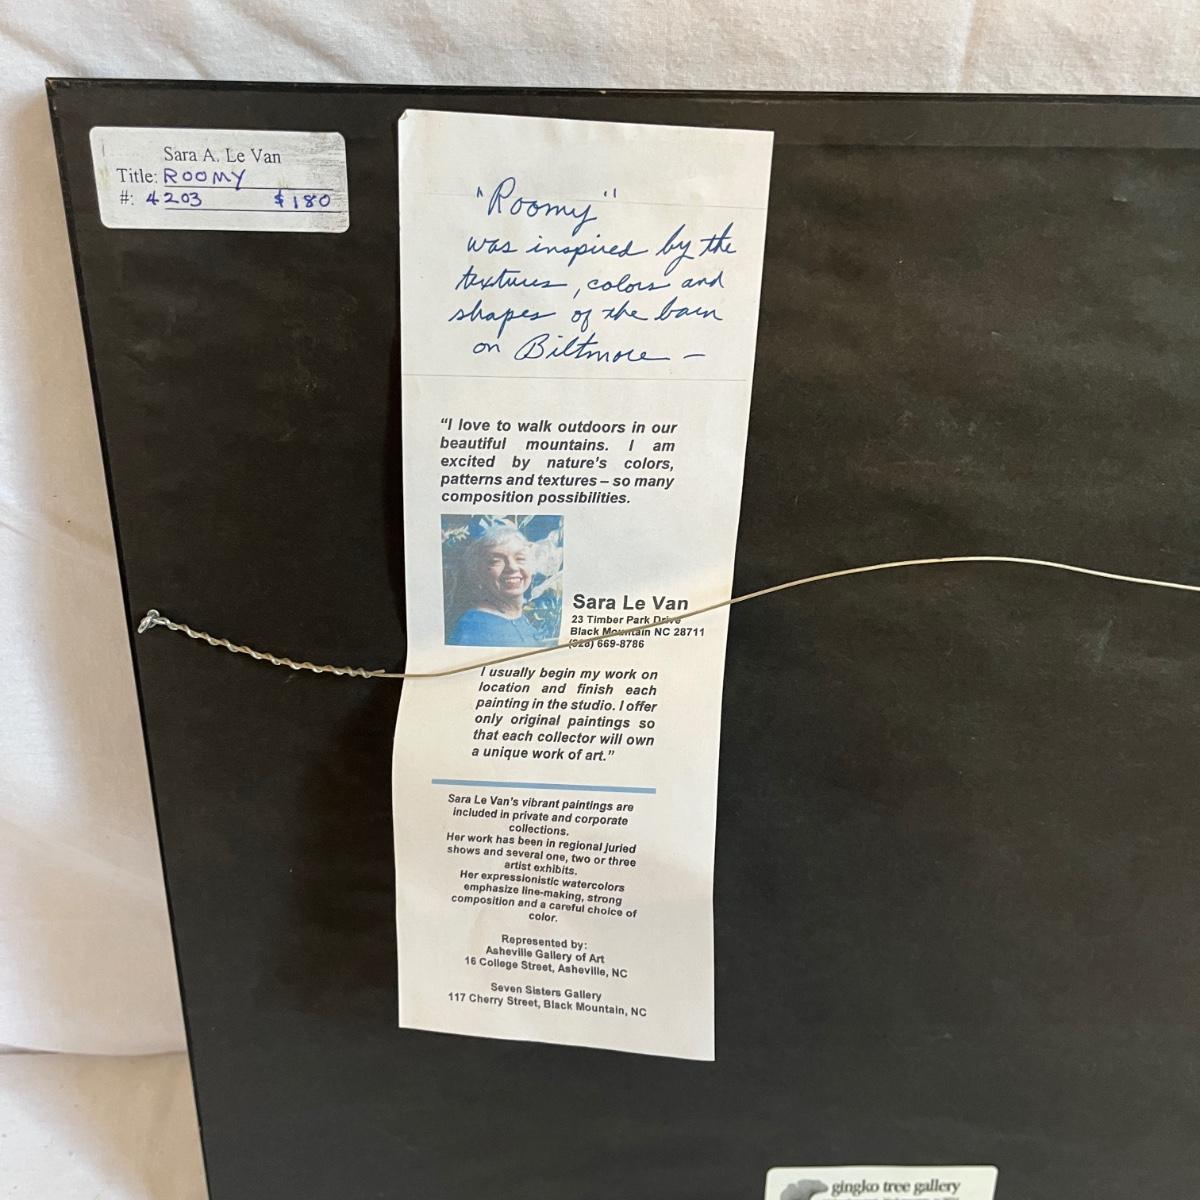 Sara A. Le Van
Title: ROOMY
#: 4203 $180
"Roomy"
was inspired by the
textures, colors and
shapes of the barn
on Biltmore –
"I love to walk outdoors in our
beautiful mountains. I am
excited by nature's colors,
patterns and textures – so many
composition possibilities.
Sara Le Van
23 Timber Park Drive
Black Mountain NC 28711
(828) 669-8786
I usually begin my work on
location and finish each
painting in the studio. I offer
only original paintings so
that each collector will own
a unique work of art."
Sara Le Van's vibrant paintings are
included in private and corporate
collections.
Her work has been in regional juried
shows and several one, two or three
artist exhibits.
Her expressionistic watercolors
emphasize line-making, strong
composition and a careful choice of
color.
Represented by:
Asheville Gallery of Art
16 College Street, Asheville, NC
Seven Sisters Gallery
117 Cherry Street, Black Mountain, NC
gingko tree gallery